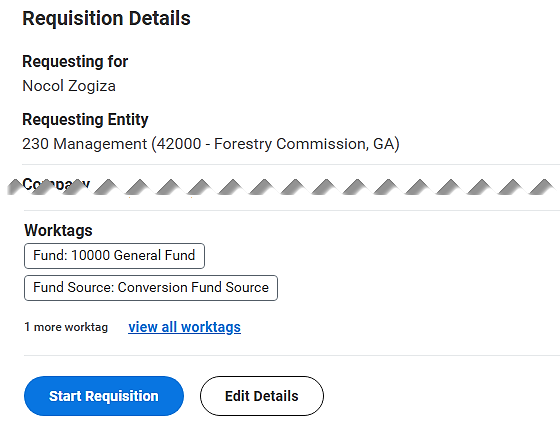 Requisition Details
Requesting for
Nocol Zogiza
Requesting Entity
230 Management (42000 - Forestry Commission, GA)
Company
Worktags
Fund: 10000 General Fund
Fund Source: Conversion Fund Source
1 more worktag view all worktags
Start Requisition Edit Details